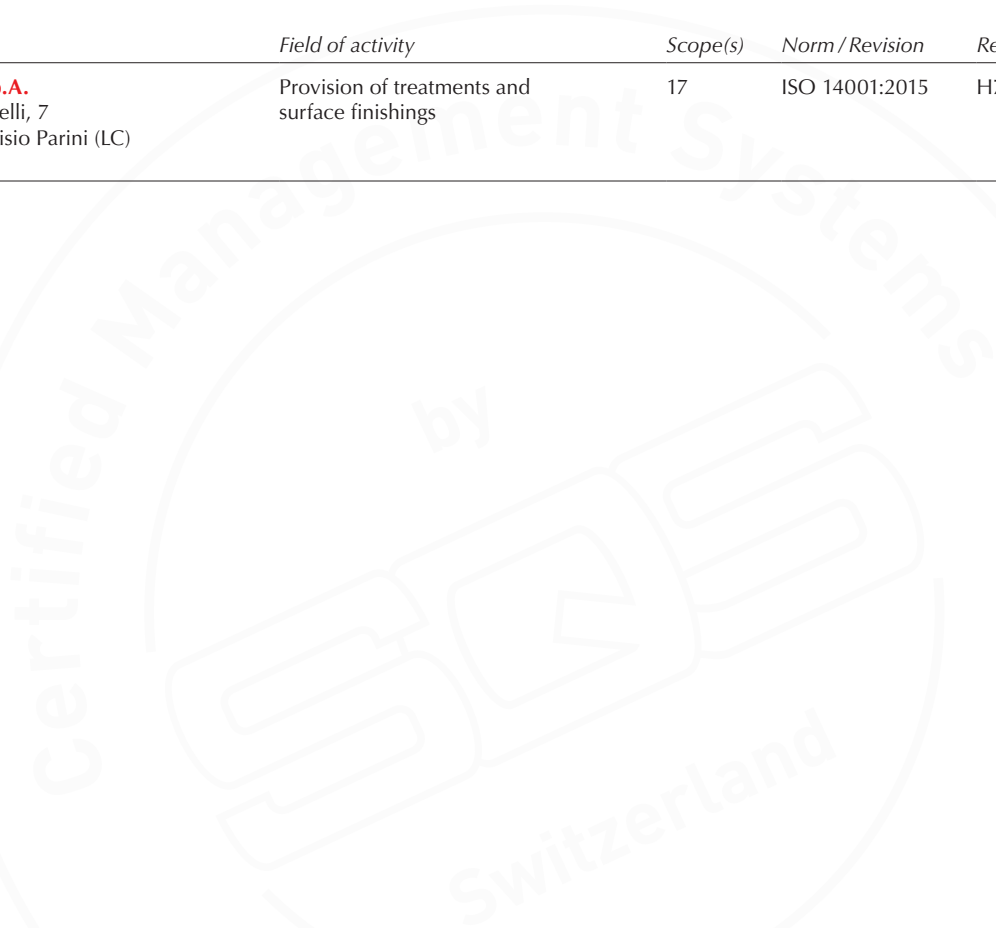 Field of activity Scope(s) Norm / Revision
.A. Provision of treatments and 17 ISO 14001:2015
elli, 7 surface finishings
isio Parini (LC)
Certified Management Systems
by
SQS
Switzerland